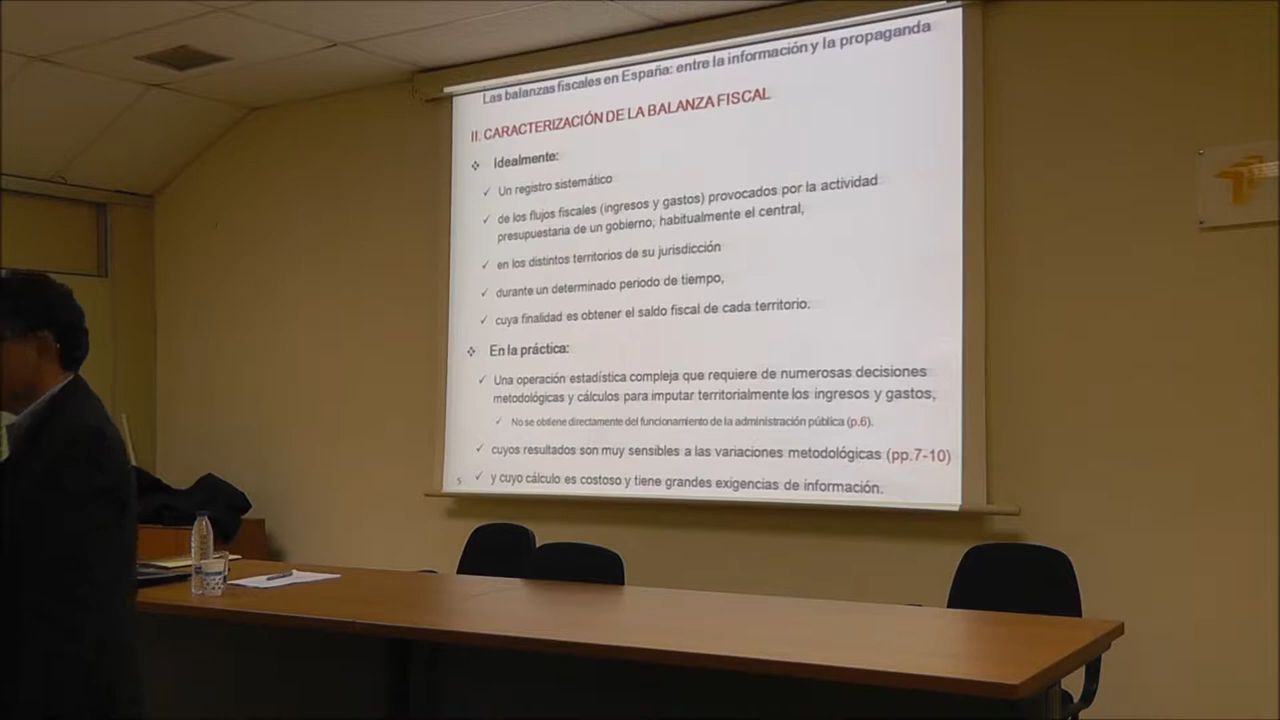 Las balanzas fiscales en España: entre la información y la propaganda
II. CARACTERIZACIÓN DE LA BALANZA FISCAL
❖ Idealmente:
✓ Un registro sistemático
✓ de los flujos fiscales (ingresos y gastos) provocados por la actividad
presupuestaria de un gobierno, habitualmente el central,
✓ en los distintos territorios de su jurisdicción
✓ durante un determinado periodo de tiempo,
✓ cuya finalidad es obtener el saldo fiscal de cada territorio.
❖ En la práctica:
✓ Una operación estadística compleja que requiere de numerosas decisiones
metodológicas y cálculos para imputar territorialmente los ingresos y gastos,
✓ No se obtiene directamente del funcionamiento de la administración pública (p.6).
✓ cuyos resultados son muy sensibles a las variaciones metodológicas (pp.7-10)
✓ y cuyo cálculo es costoso y tiene grandes exigencias de información.
5